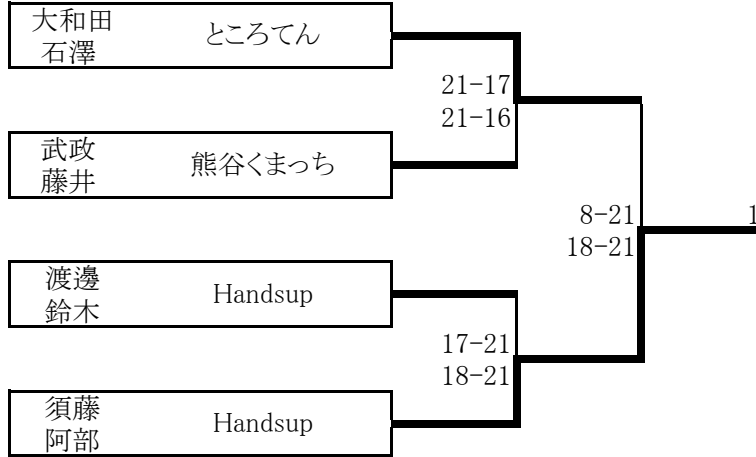 大和田
石澤
ところてん
21-17
21-16
武政
藤井
熊谷くまっち
8-21
18-21
1
渡邊
鈴木
Handsup
17-21
18-21
須藤
阿部
Handsup